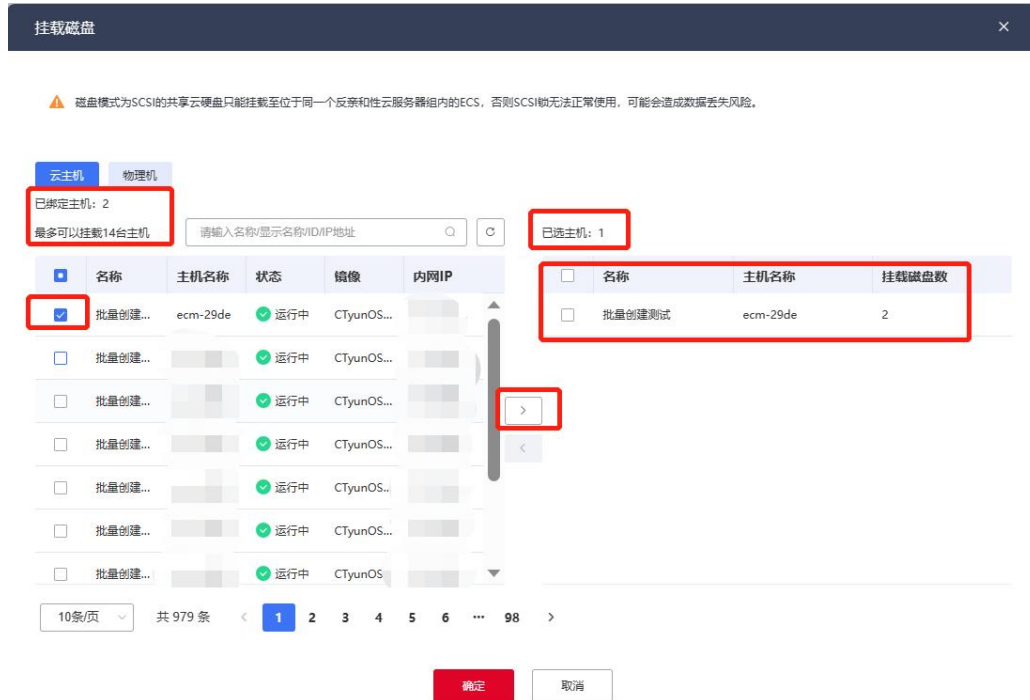 挂载磁盘
磁盘模式为SCSI的共享云硬盘只能挂载至位于同一个反亲和性云服务器组内的ECS，否则SCSI锁无法正常使用，可能会造成数据丢失风险。
云主机 物理机
已绑定主机：2
最多可以挂载14台主机 请输入名称/显示名称/ID/IP地址 已选主机：1
名称 主机名称 状态 镜像 内网IP 名称 主机名称 挂载磁盘数
批量创建... ecm-29de 运行中 CTyunOS... 批量创建测试 ecm-29de 2
批量创建... 运行中 CTyunOS...
批量创建... 运行中 CTyunOS...
批量创建... 运行中 CTyunOS...
批量创建... 运行中 CTyunOS..
批量创建... 运行中 CTyunOS...
批量创建... 运行中 CTyunOS
10条/页 共 979 条 < 1 2 3 4 5 6 ··· 98 >
确定 取消